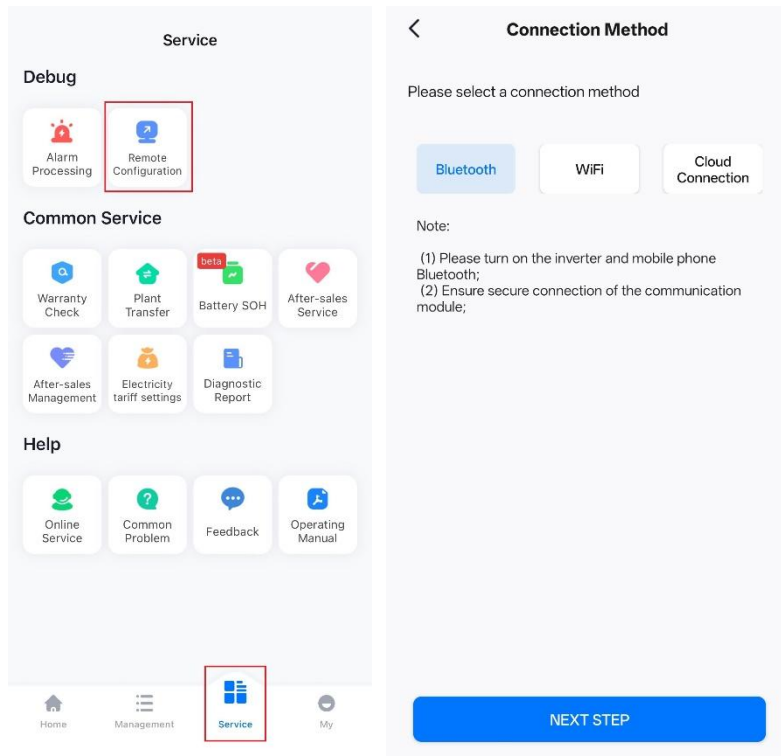 Service
Debug
Alarm
Processing
Remote
Configuration
Common Service
Warranty
Check
Plant
Transfer
beta
Battery SOH
After-sales
Service
After-sales
Management
Electricity
tariff settings
Diagnostic
Report
Help
Online
Service
Common
Problem
Feedback
Operating
Manual
Home
Management
Service
My
Connection Method
Please select a connection method
Bluetooth
WiFi
Cloud
Connection
Note:
(1) Please turn on the inverter and mobile phone
Bluetooth;
(2) Ensure secure connection of the communication
module;
NEXT STEP